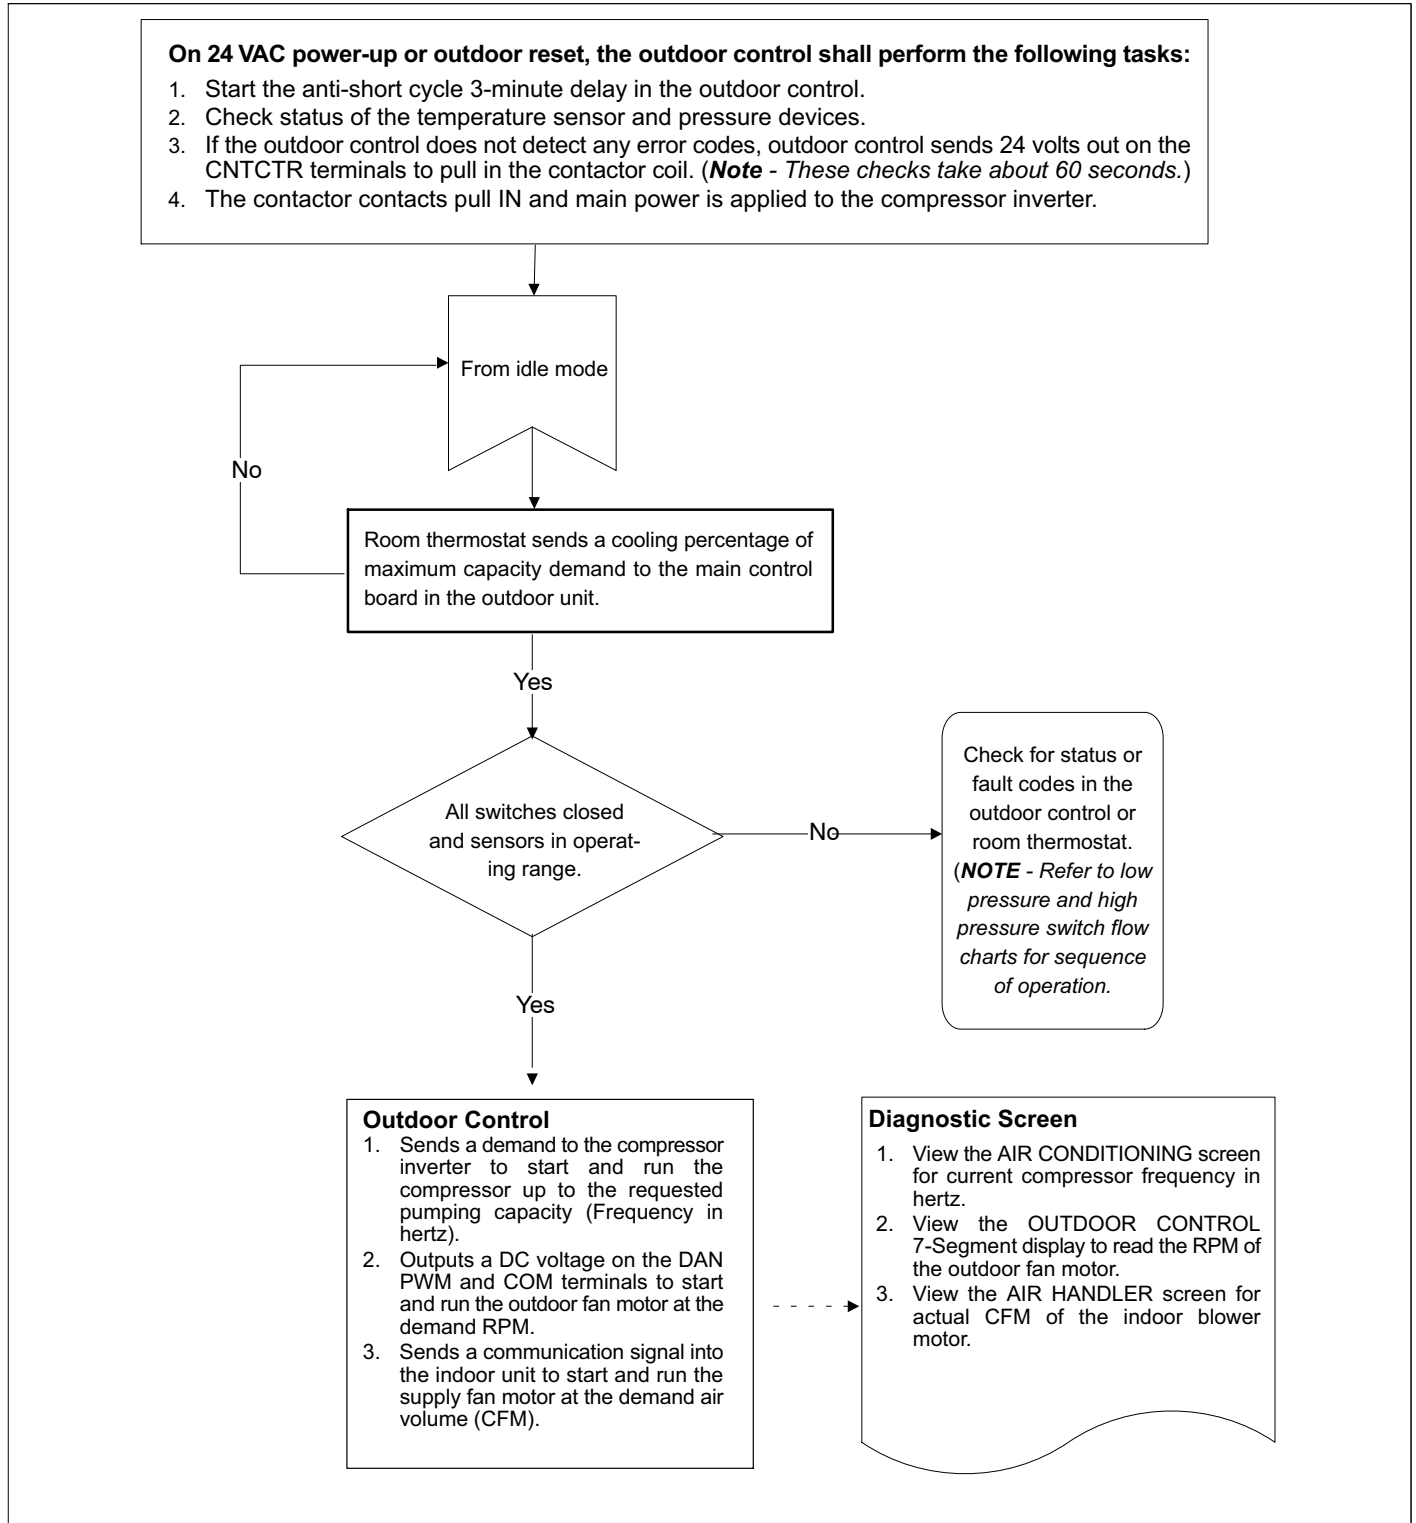 On 24 VAC power-up or outdoor reset, the outdoor control shall perform the following tasks:
1. Start the anti-short cycle 3-minute delay in the outdoor control.
2. Check status of the temperature sensor and pressure devices.
3. If the outdoor control does not detect any error codes, outdoor control sends 24 volts out on the
CNTCTR terminals to pull in the contactor coil. (Note - These checks take about 60 seconds.)
4. The contactor contacts pull IN and main power is applied to the compressor inverter.
From idle mode
No
Room thermostat sends a cooling percentage of
maximum capacity demand to the main control
board in the outdoor unit.
Yes
All switches closed
and sensors in operat-
ing range.
No
Check for status or
fault codes in the
outdoor control or
room thermostat.
(NOTE - Refer to low
pressure and high
pressure switch flow
charts for sequence
of operation.
Yes
Outdoor Control
1. Sends a demand to the compressor
inverter to start and run the
compressor up to the requested
pumping capacity (Frequency in
hertz).
2. Outputs a DC voltage on the DAN
PWM and COM terminals to start
and run the outdoor fan motor at the
demand RPM.
3. Sends a communication signal into
the indoor unit to start and run the
supply fan motor at the demand air
volume (CFM).
Diagnostic Screen
1. View the AIR CONDITIONING screen
for current compressor frequency in
hertz.
2. View the OUTDOOR CONTROL
7-Segment display to read the RPM of
the outdoor fan motor.
3. View the AIR HANDLER screen for
actual CFM of the indoor blower
motor.